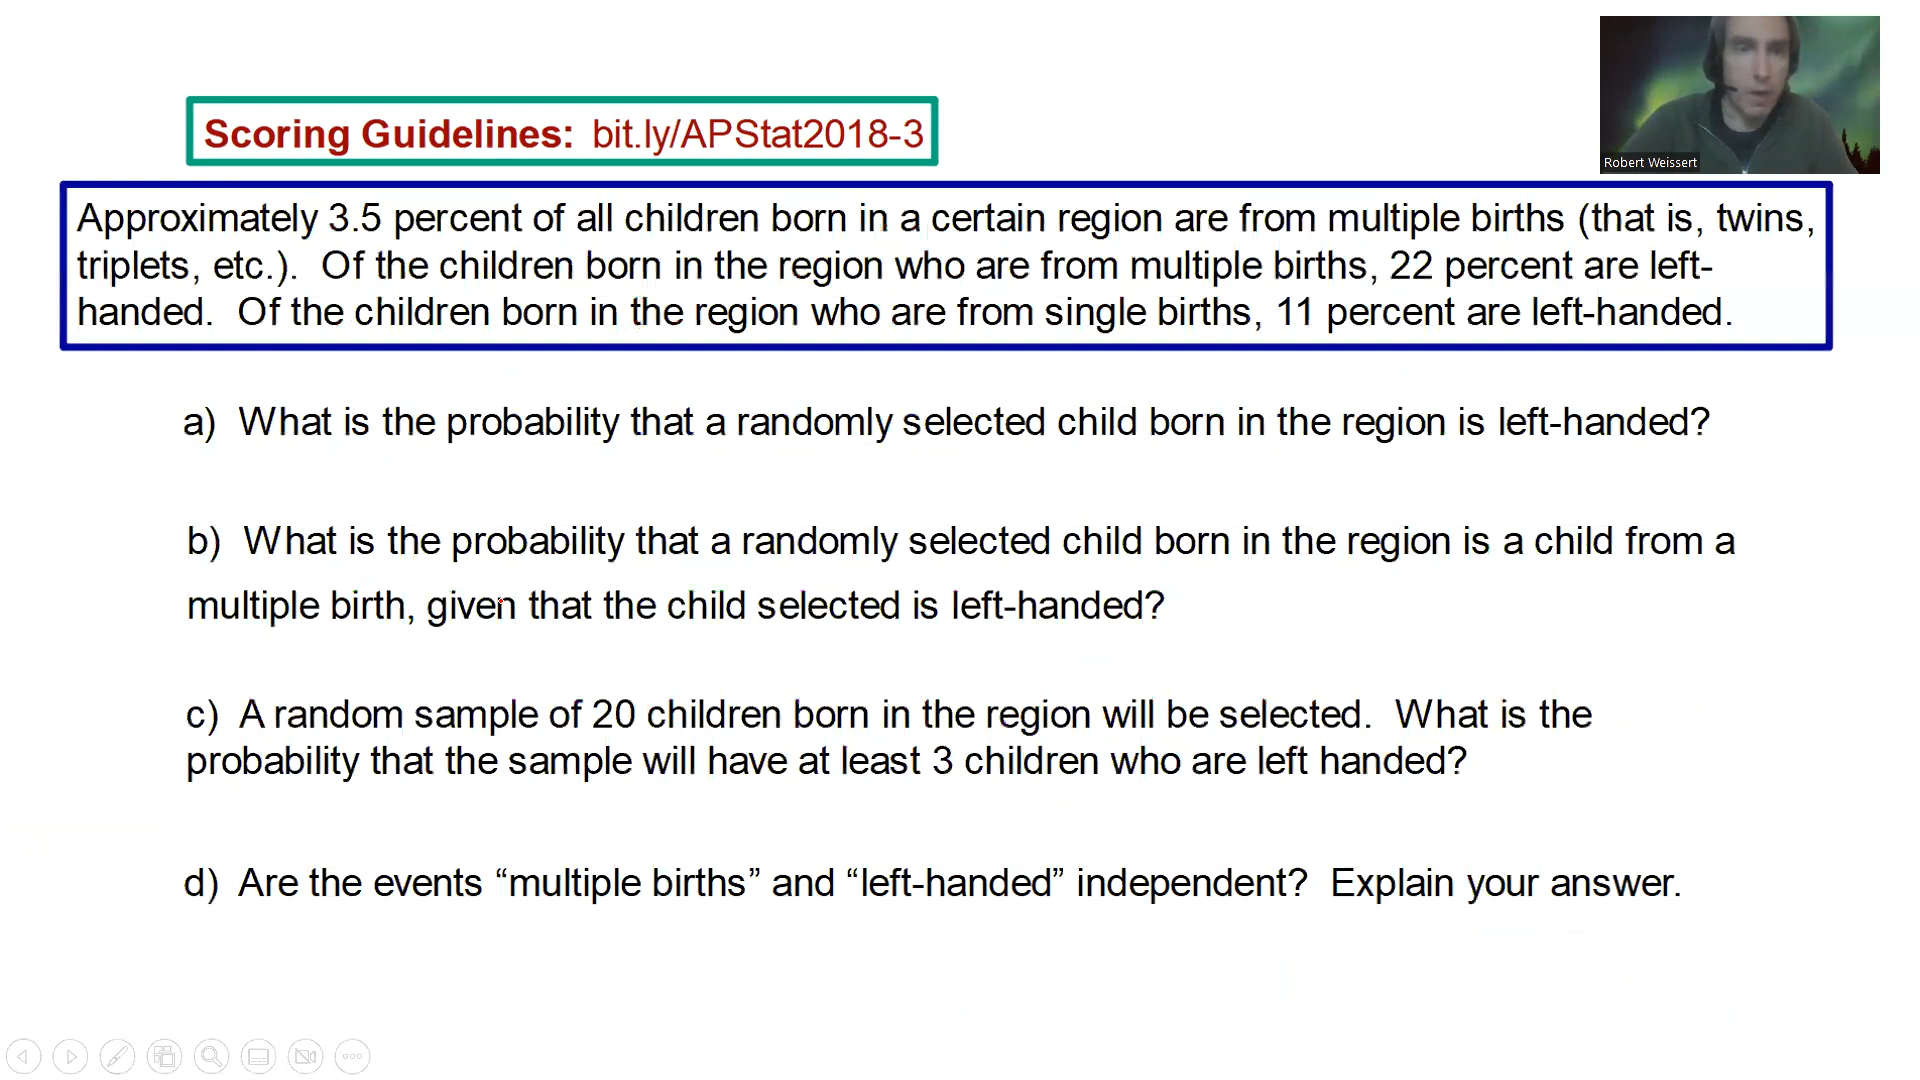 Robert Weissert
Scoring Guidelines: bit.ly/APStat2018-3
Approximately 3.5 percent of all children born in a certain region are from multiple births (that is, twins,
triplets, etc.). Of the children born in the region who are from multiple births, 22 percent are left-
handed. Of the children born in the region who are from single births, 11 percent are left-handed.
a) What is the probability that a randomly selected child born in the region is left-handed?
b) What is the probability that a randomly selected child born in the region is a child from a
multiple birth, given that the child selected is left-handed?
c) A random sample of 20 children born in the region will be selected. What is the
probability that the sample will have at least 3 children who are left handed?
d) Are the events “multiple births” and “left-handed” independent? Explain your answer.